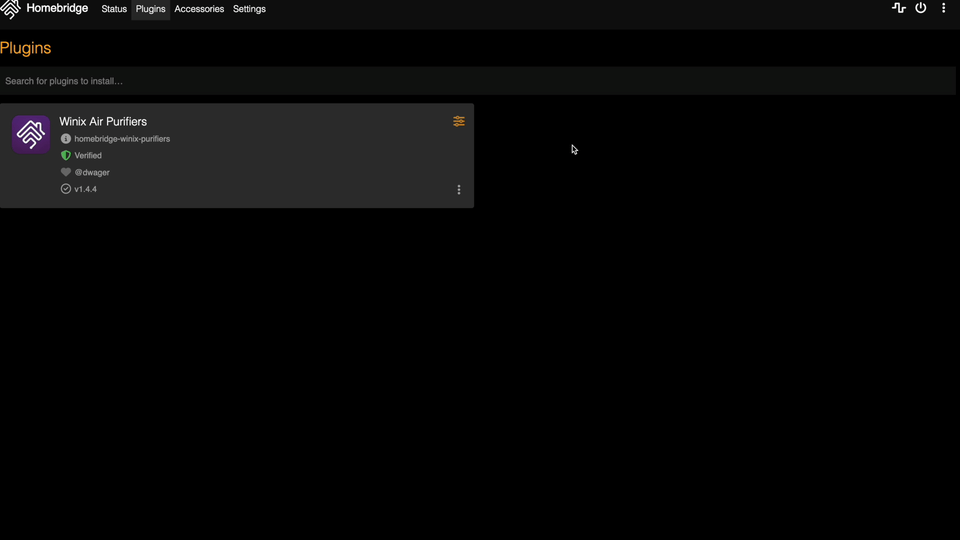 Homebridge Status Plugins Accessories Settings
Plugins
Search for plugins to install...
Winix Air Purifiers
homebridge-winix-purifiers
Verified
@dwager
v1.4.4